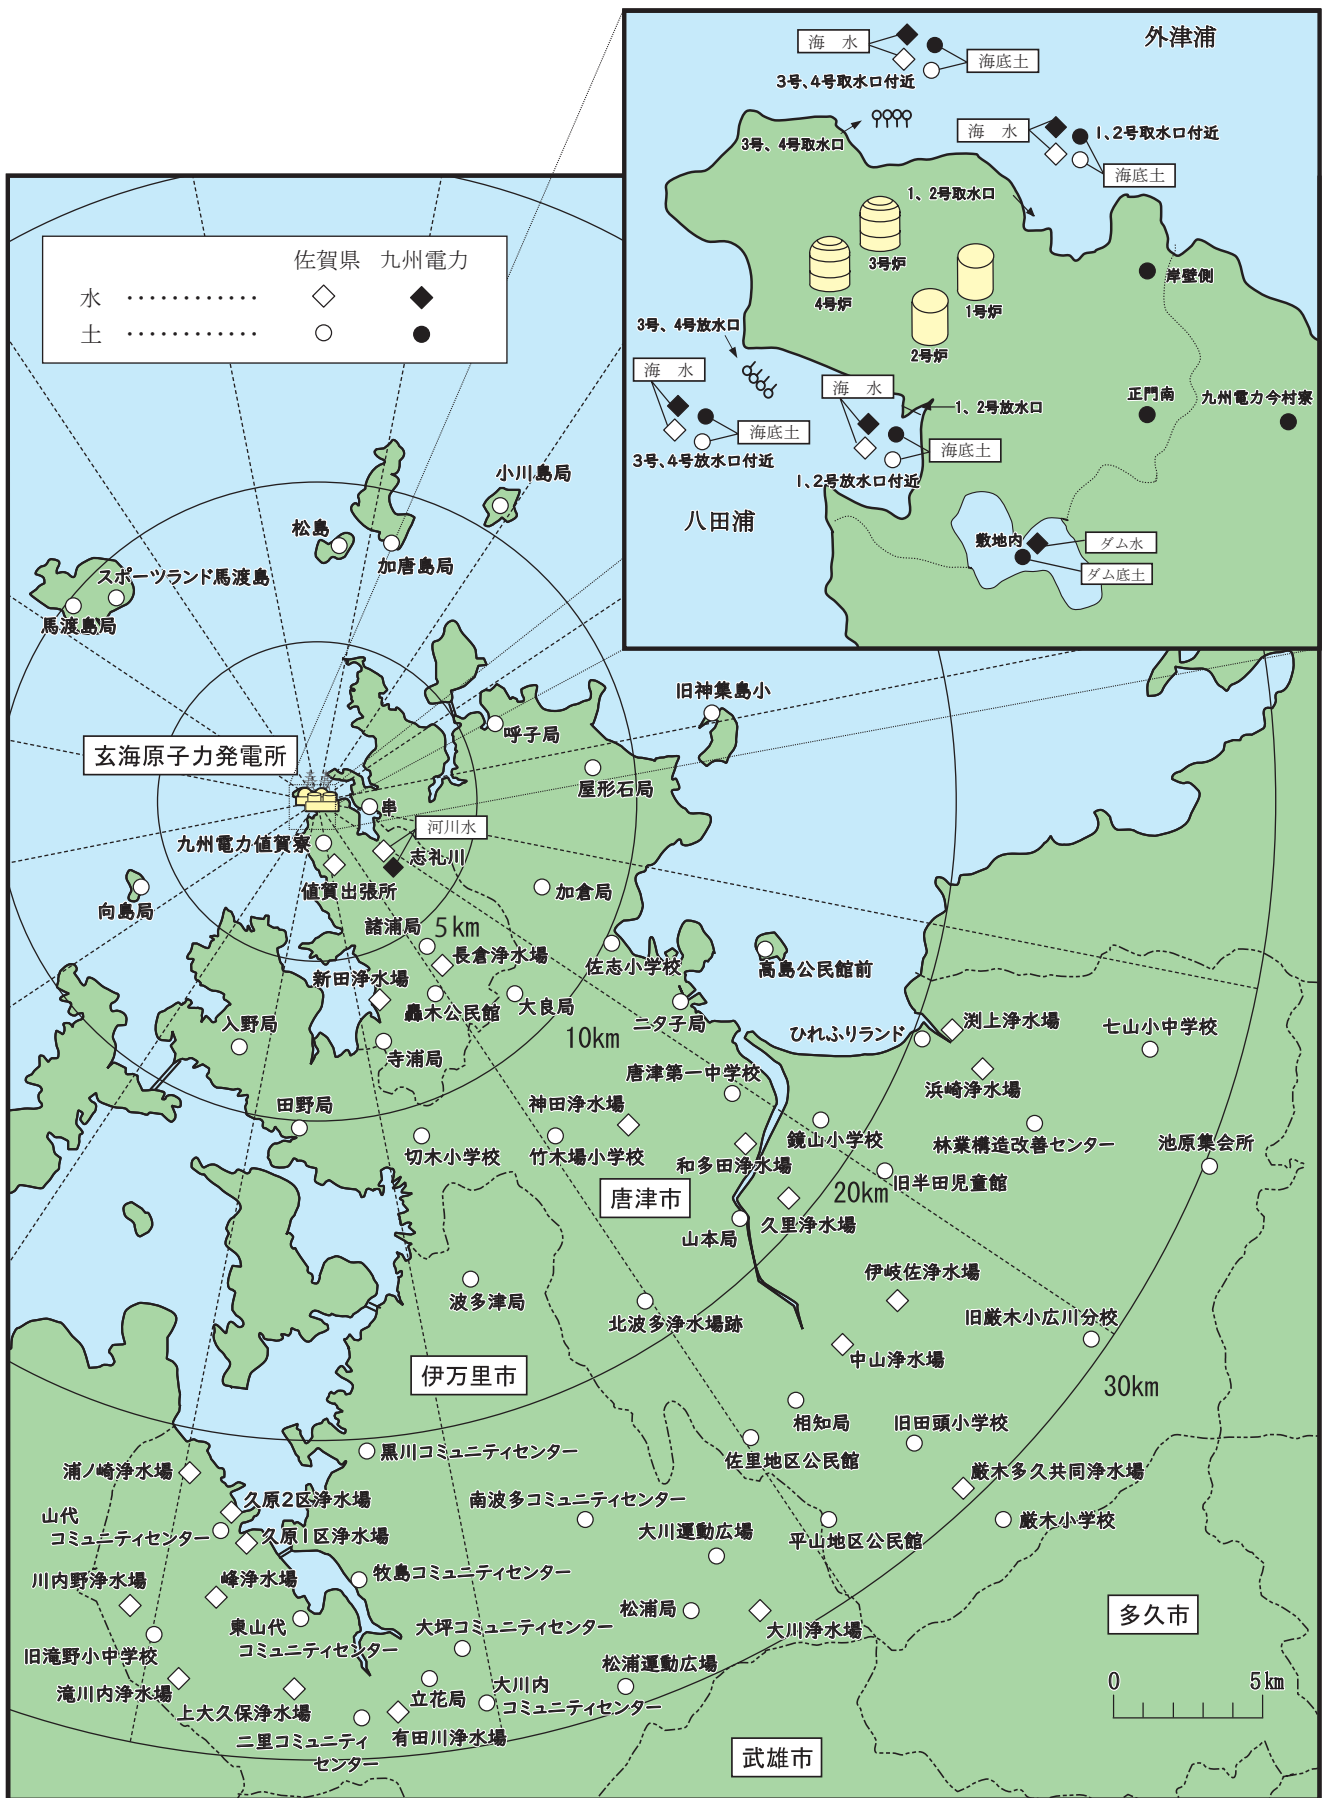 外津浦
海 水
海底土
3号、4号取水口付近
3号、4号取水口
海 水
1、2号取水口付近
海底土
1、2号取水口
3号炉
4号炉
1号炉
2号炉
岸壁側
3号、4号放水口
海 水
海底土
3号、4号放水口付近
海 水
1、2号放水口
海底土
1、2号放水口付近
正門南
九州電力今村寮
八田浦
敷地内
ダム水
ダム底土
佐賀県 九州電力
水 ‥‥‥‥‥‥
土 ‥‥‥‥‥‥
小川島局
松島
加唐島局
スポーツランド馬渡島
馬渡島局
旧神集島小
呼子局
玄海原子力発電所
屋形石局
串
河川水
九州電力値賀寮
志礼川
値賀出張所
加倉局
向島局
諸浦局
5km
長倉浄水場
佐志小学校
高島公民館前
新田浄水場
轟木公民館
大良局
二タ子局
入野局
10km
寺浦局
ひれふりランド
渕上浄水場
七山小中学校
唐津第一中学校
浜崎浄水場
田野局
神田浄水場
鏡山小学校
林業構造改善センター
池原集会所
切木小学校
竹木場小学校
和多田浄水場
旧半田児童館
唐津市
20km
久里浄水場
山本局
伊岐佐浄水場
波多津局
北波多浄水場跡
旧厳木小広川分校
中山浄水場
伊万里市
30km
相知局
旧田頭小学校
黒川コミュニティセンター
佐里地区公民館
浦ノ崎浄水場
厳木多久共同浄水場
久原2区浄水場
南波多コミュニティセンター
山代
コミュニティセンター
久原1区浄水場
大川運動広場
平山地区公民館
厳木小学校
川内野浄水場
峰浄水場
牧島コミュニティセンター
松浦局
大川浄水場
多久市
東山代
コミュニティセンター
大坪コミュニティセンター
旧滝野小中学校
松浦運動広場
滝川内浄水場
立花局
大川内
コミュニティセンター
上大久保浄水場
0 5km
二里コミュニティ
センター
有田川浄水場
武雄市